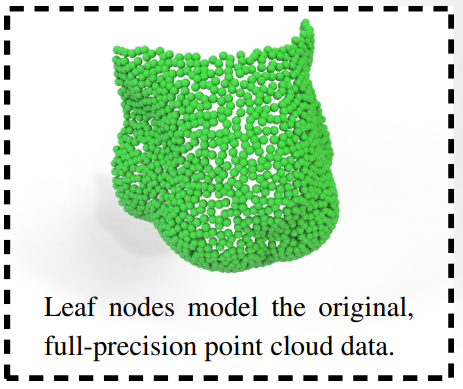 Leaf nodes model the original,
full-precision point cloud data.